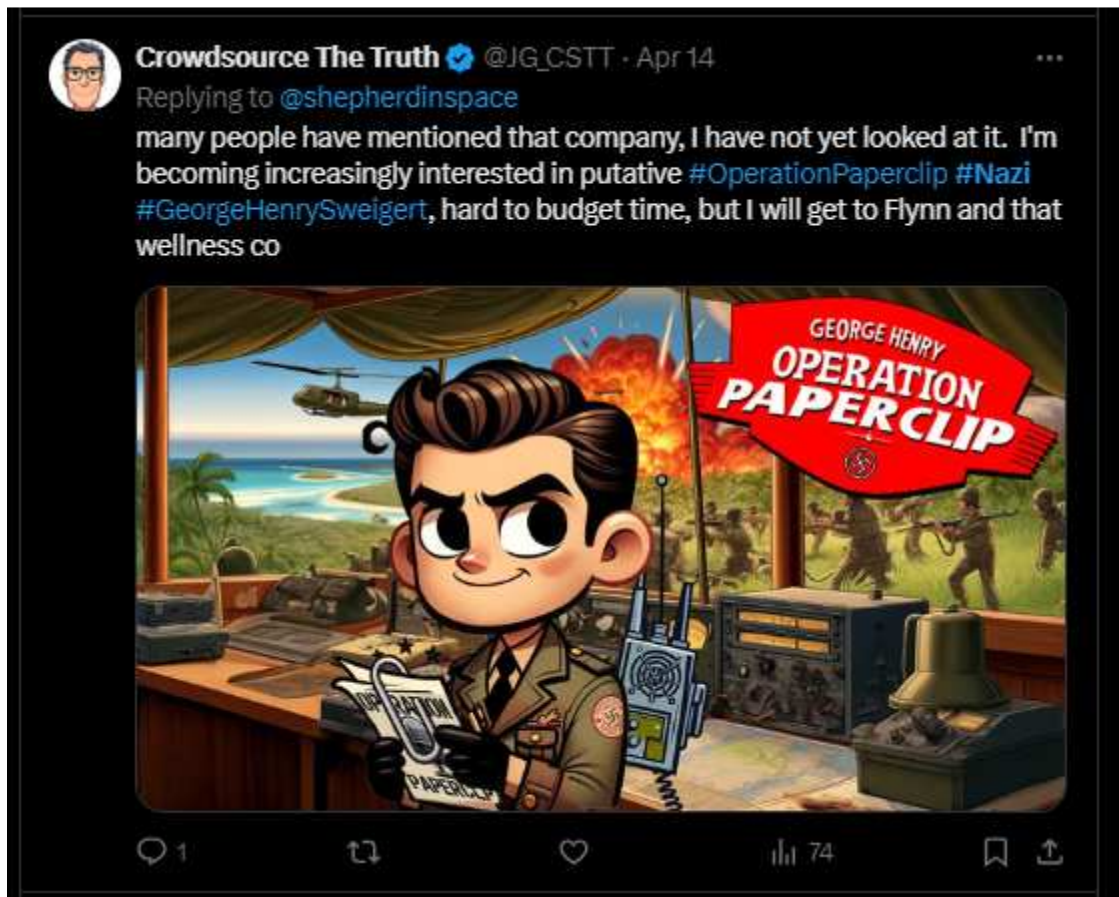 Crowdsource The Truth @JG_CSTT · Apr 14
Replying to @shepherdinspace
many people have mentioned that company, I have not yet looked at it.  I'm
becoming increasingly interested in putative #OperationPaperclip #Nazi
#GeorgeHenrySweigert, hard to budget time, but I will get to Flynn and that
wellness co
GEORGE HENRY
OPERATION
PAPERCLIP
OPERATION
PAPERCLIP
1
74